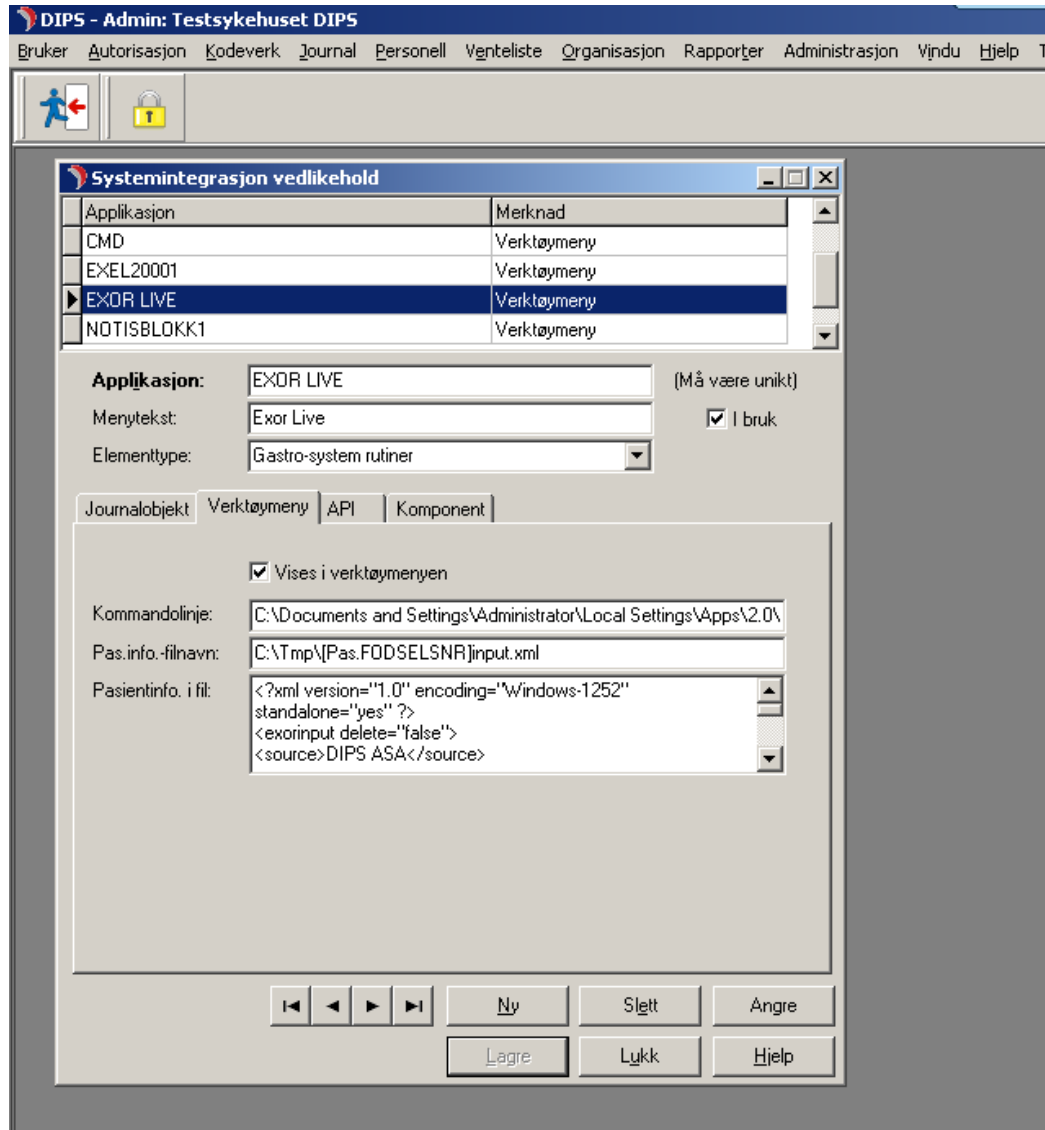 DIPS - Admin: Testsykehuset DIPS
Bruker Autorisasjon Kodeverk Journal Personell Venteliste Organisasjon Rapporter Administrasjon Vindu Hjelp
Systemintegrasjon vedlikehold
Applikasjon Merknad
CMD Verktøymeny
EXEL20001 Verktøymeny
EXOR LIVE Verktøymeny
NOTISBLOKK1 Verktøymeny
Applikasjon: EXOR LIVE (Må være unikt)
Menytekst: Exor Live I bruk
Elementtype: Gastro-system rutiner
Journalobjekt Verktøymeny API Komponent
Vises i verktøymenyen
Kommandolinje: C:\Documents and Settings\Administrator\Local Settings\Apps\2.0\
Pas.info.-filnavn: C:\Tmp\[Pas.FODSELSNR]input.xml
Pasientinfo. i fil: <?xml version="1.0" encoding="Windows-1252"
standalone="yes" ?>
<exorinput delete="false">
<source>DIPS ASA</source>
Ny Slett Angre
Lagre Lukk Hjelp